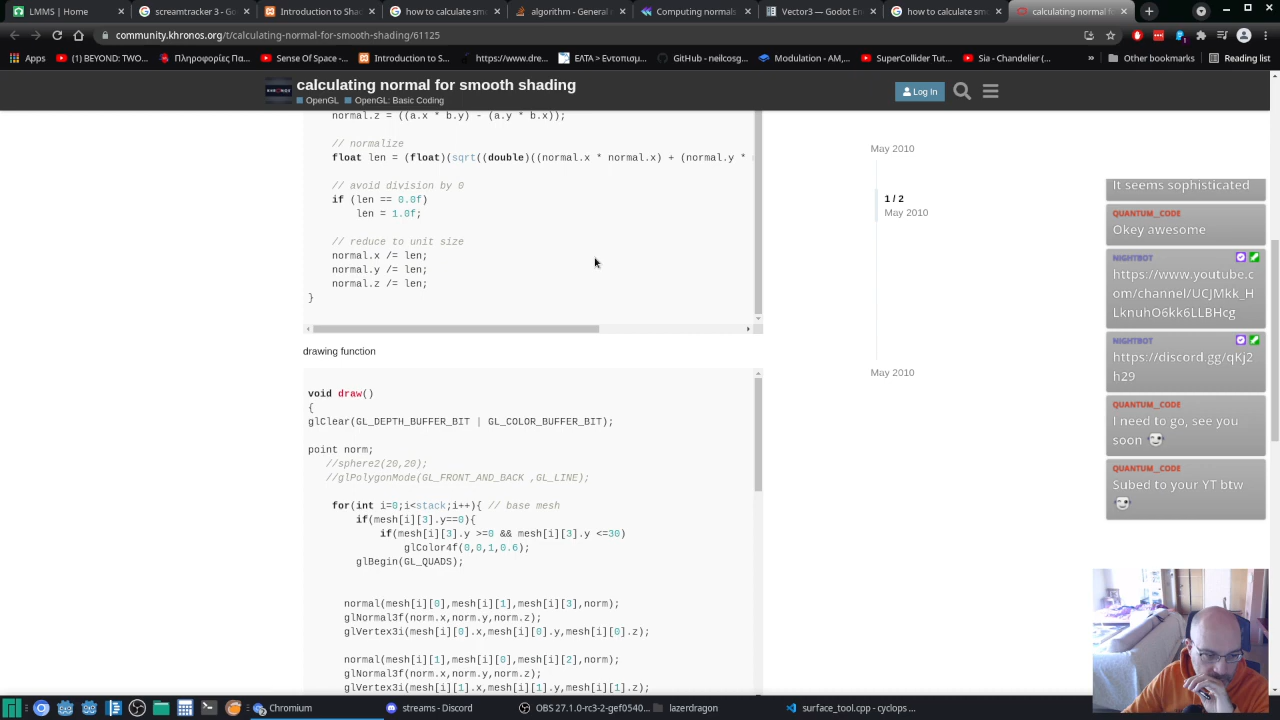 LMMS | Home
screamtracker 3 - Go
Introduction to Sha
how to calculate sm
algorithm - General
Computing normals
Vector3 — Godot En
how to calculate sm
calculating normal fo
community.khronos.org/t/calculating-normal-for-smooth-shading/61125
Apps
(1) BEYOND: TWO...
Πληροφορίες Πα...
Sense Of Space -...
Introduction to S...
https://www.dre...
ΕΛΤΑ > Εντοπισμ...
GitHub - neilcosg...
Modulation - AM,...
SuperCollider Tut...
Sia - Chandelier (...
»
Other bookmarks
Reading list
calculating normal for smooth shading
OpenGL OpenGL: Basic Coding
Log In
normal.z = ((a.x * b.y) - (a.y * b.x));
// normalize
float len = (float)(sqrt((double)((normal.x * normal.x) + (normal.y *
// avoid division by 0
if (len == 0.0f)
len = 1.0f;
// reduce to unit size
normal.x /= len;
normal.y /= len;
normal.z /= len;
}
drawing function
void draw()
{
glClear(GL_DEPTH_BUFFER_BIT | GL_COLOR_BUFFER_BIT);
point norm;
//sphere2(20,20);
//glPolygonMode(GL_FRONT_AND_BACK ,GL_LINE);
for(int i=0;i<stack;i++){ // base mesh
if(mesh[i][3].y==0){
if(mesh[i][3].y >=0 && mesh[i][3].y <=30)
glColor4f(0,0,1,0.6);
glBegin(GL_QUADS);
normal(mesh[i][0],mesh[i][1],mesh[i][3],norm);
glNormal3f(norm.x,norm.y,norm.z);
glVertex3i(mesh[i][0].x,mesh[i][0].y,mesh[i][0].z);
normal(mesh[i][1],mesh[i][0],mesh[i][2],norm);
glNormal3f(norm.x,norm.y,norm.z);
glVertex3i(mesh[i][1].x,mesh[i][1].y,mesh[i][1].z);
May 2010
1 / 2
May 2010
May 2010
It seems sophisticated
QUANTUM_CODE
Okey awesome
NIGHTBOT
https://www.youtube.c
om/channel/UCJMkk_H
LknuhO6kk6LLBHcg
NIGHTBOT
https://discord.gg/qKj2
h29
QUANTUM_CODE
I need to go, see you
soon
QUANTUM_CODE
Subed to your YT btw
Chromium
streams - Discord
OBS 27.1.0-rc3-2-gef0540...
lazerdragon
surface_tool.cpp - cyclops ...